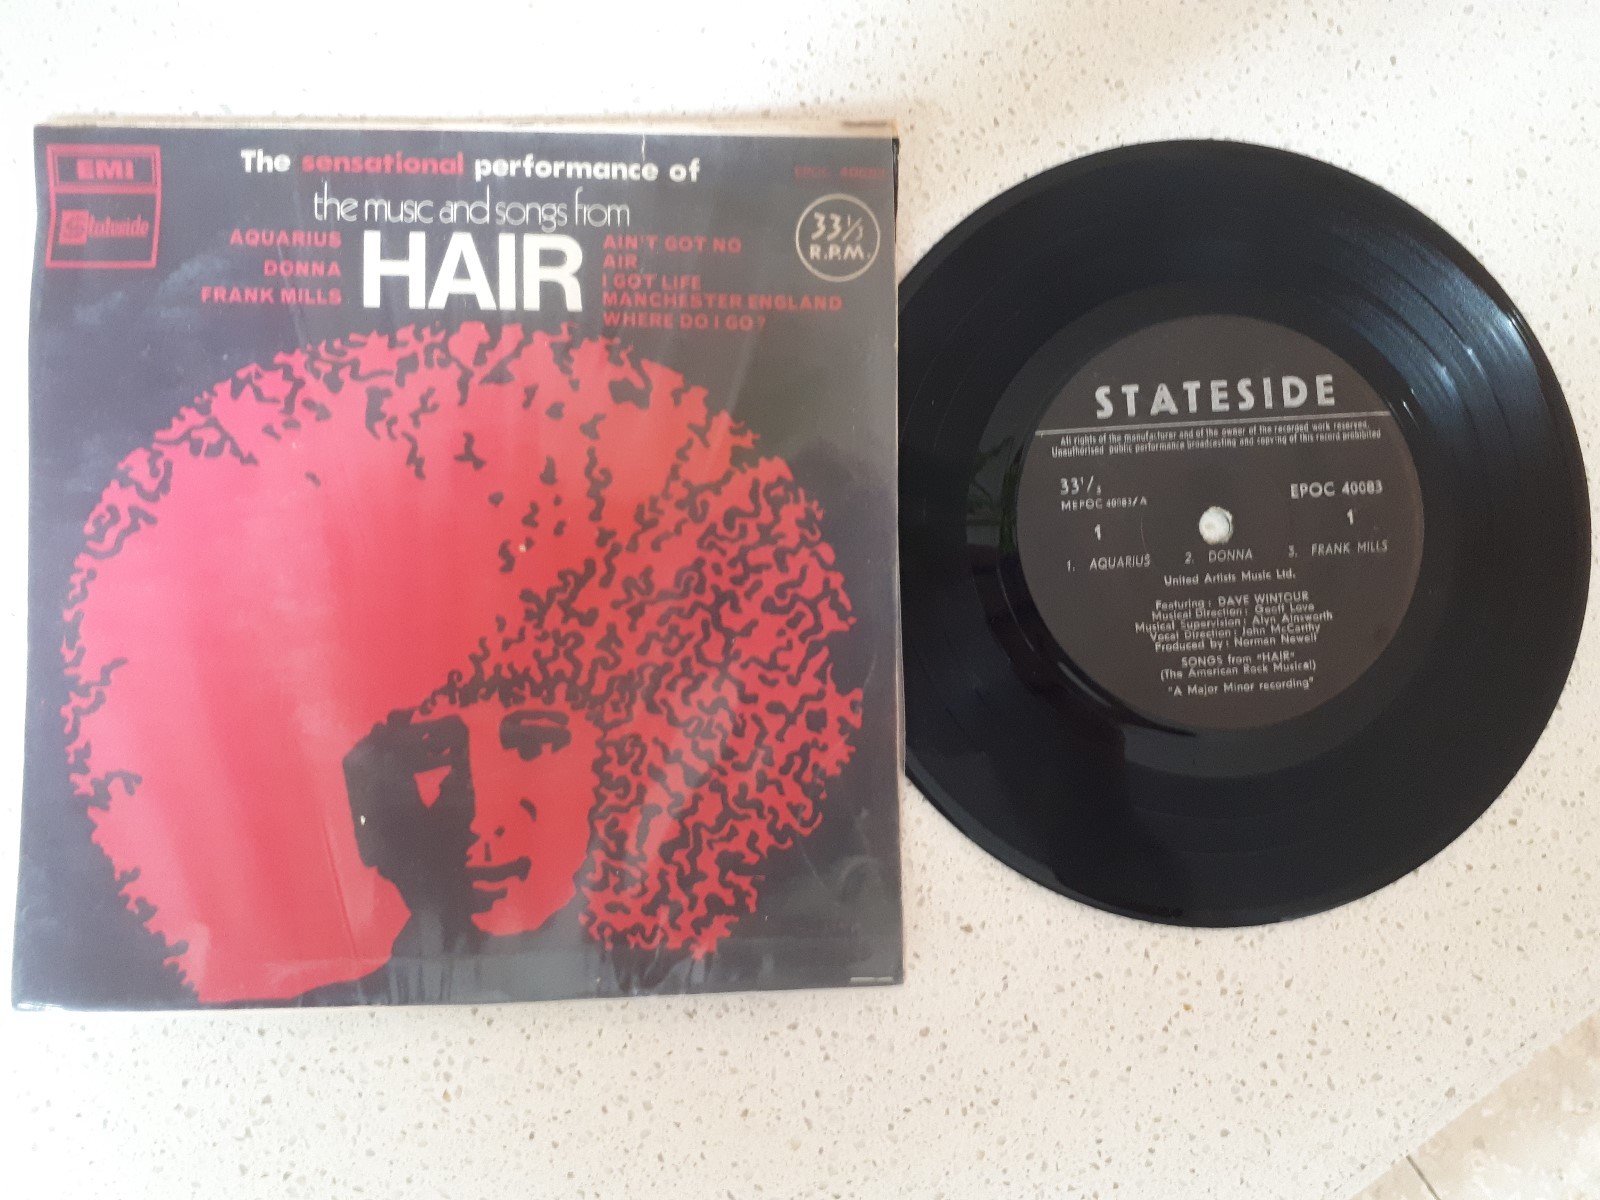 EMI
Stateside
The sensational performance of
the music and songs from
HAIR
AQUARIUS
DONNA
FRANK MILLS
AIN'T GOT NO
AIR
I GOT LIFE
MANCHESTER ENGLAND
WHERE DO I GO?
EPOC 40083
33⅓
R.P.M.
STATESIDE
All rights of the manufacturer and of the owner of the recorded work reserved.
Unauthorised public performance broadcasting and copying of this record prohibited
33⅓
MEPOC 40083/A
1
EPOC 40083
1
1. AQUARIUS 2. DONNA 3. FRANK MILLS
United Artists Music Ltd.
Featuring: DAVE WINTOUR
Musical Direction: Geoff Love
Musical Supervision: Alyn Ainsworth
Vocal Direction: John McCarthy
Produced by: Norman Newell
SONGS from "HAIR"
(The American Rock Musical)
"A Major Minor recording"